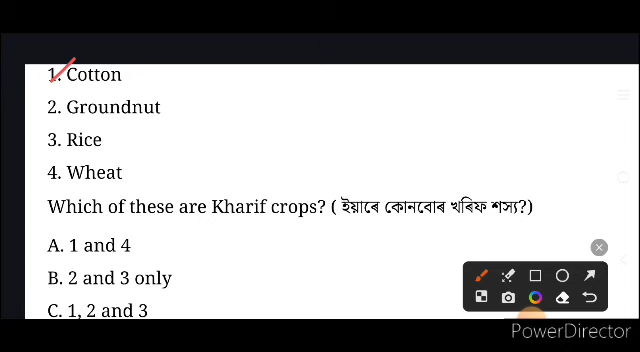 1. Cotton
2. Groundnut
3. Rice
4. Wheat
Which of these are Kharif crops? ( ইয়াৰে কোনবোৰ খৰিফ শস্য?)
A. 1 and 4
B. 2 and 3 only
C. 1, 2 and 3
PowerDirector